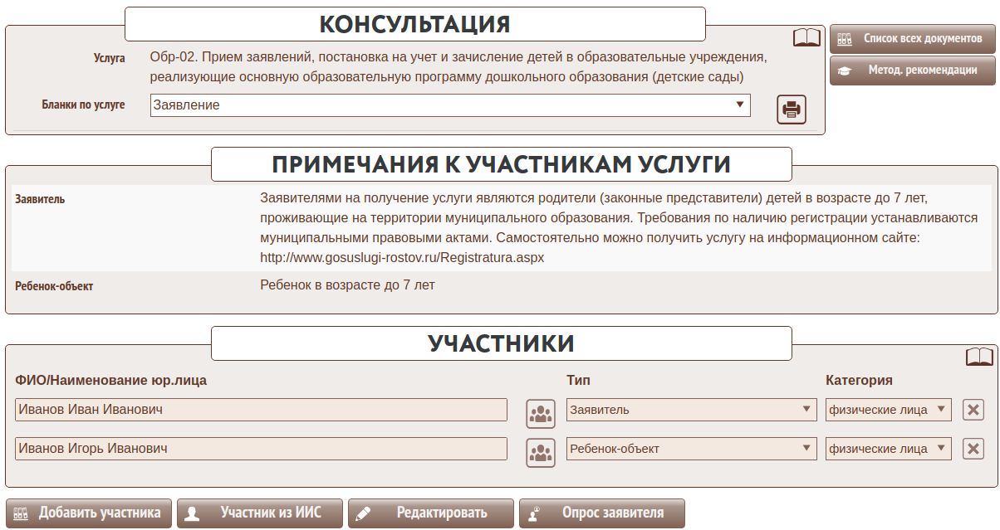 КОНСУЛЬТАЦИЯ
Услуга
Обр-02. Прием заявлений, постановка на учет и зачисление детей в образовательные учреждения,
реализующие основную образовательную программу дошкольного образования (детские сады)
Бланки по услуге
Заявление
Список всех документов
Метод. рекомендации
ПРИМЕЧАНИЯ К УЧАСТНИКАМ УСЛУГИ
Заявитель
Заявителями на получение услуги являются родители (законные представители) детей в возрасте до 7 лет,
проживающие на территории муниципального образования. Требования по наличию регистрации устанавливаются
муниципальными правовыми актами. Самостоятельно можно получить услугу на информационном сайте:
http://www.gosuslugi-rostov.ru/Registratura.aspx
Ребенок-объект
Ребенок в возрасте до 7 лет
УЧАСТНИКИ
ФИО/Наименование юр.лица Тип Категория
Иванов Иван Иванович Заявитель физические лица
Иванов Игорь Иванович Ребенок-объект физические лица
Добавить участника Участник из ИИС Редактировать Опрос заявителя